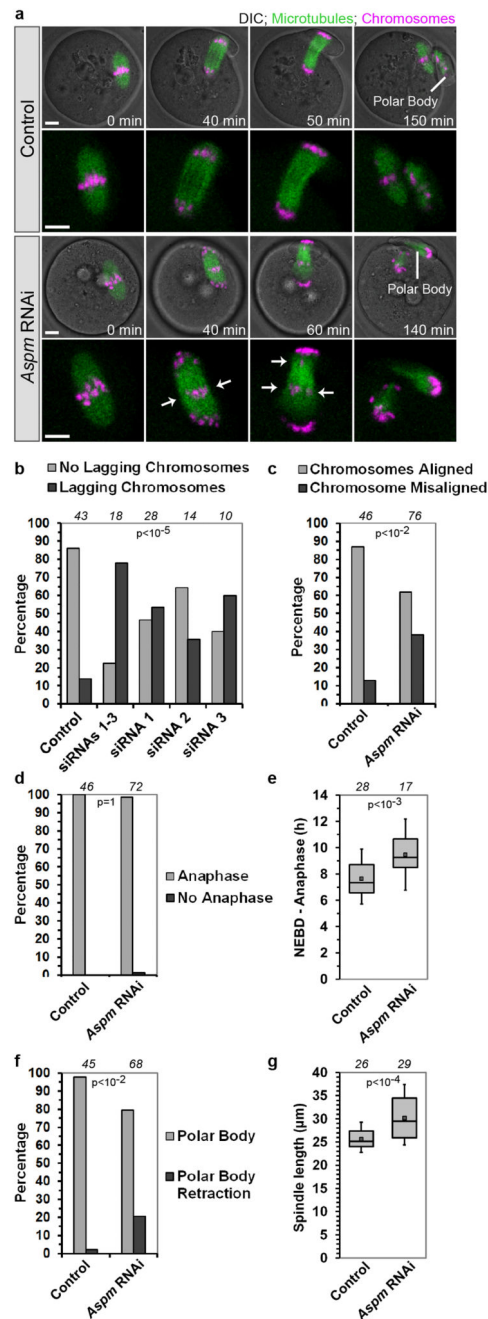 a
DIC; Microtubules; Chromosomes
Control
0 min
40 min
50 min
150 min
Polar Body
Aspm RNAi
0 min
40 min
60 min
140 min
Polar Body
b
No Lagging Chromosomes
Lagging Chromosomes
43 18 28 14 10
p<10-5
Percentage
100
90
80
70
60
50
40
30
20
10
0
Control
siRNAs 1-3
siRNA 1
siRNA 2
siRNA 3
c
Chromosomes Aligned
Chromosome Misaligned
46 76
p<10-2
Percentage
100
90
80
70
60
50
40
30
20
10
0
Control
Aspm RNAi
d
46 72
p=1
Percentage
100
90
80
70
60
50
40
30
20
10
0
Control
Aspm RNAi
Anaphase
No Anaphase
e
28 17
p<10-3
NEBD - Anaphase (h)
14
12
10
8
6
4
2
0
Control
Aspm RNAi
f
45 68
p<10-2
Percentage
100
90
80
70
60
50
40
30
20
10
0
Control
Aspm RNAi
Polar Body
Polar Body
Retraction
g
26 29
p<10-4
Spindle length (µm)
40
35
30
25
20
15
10
5
0
Control
Aspm RNAi